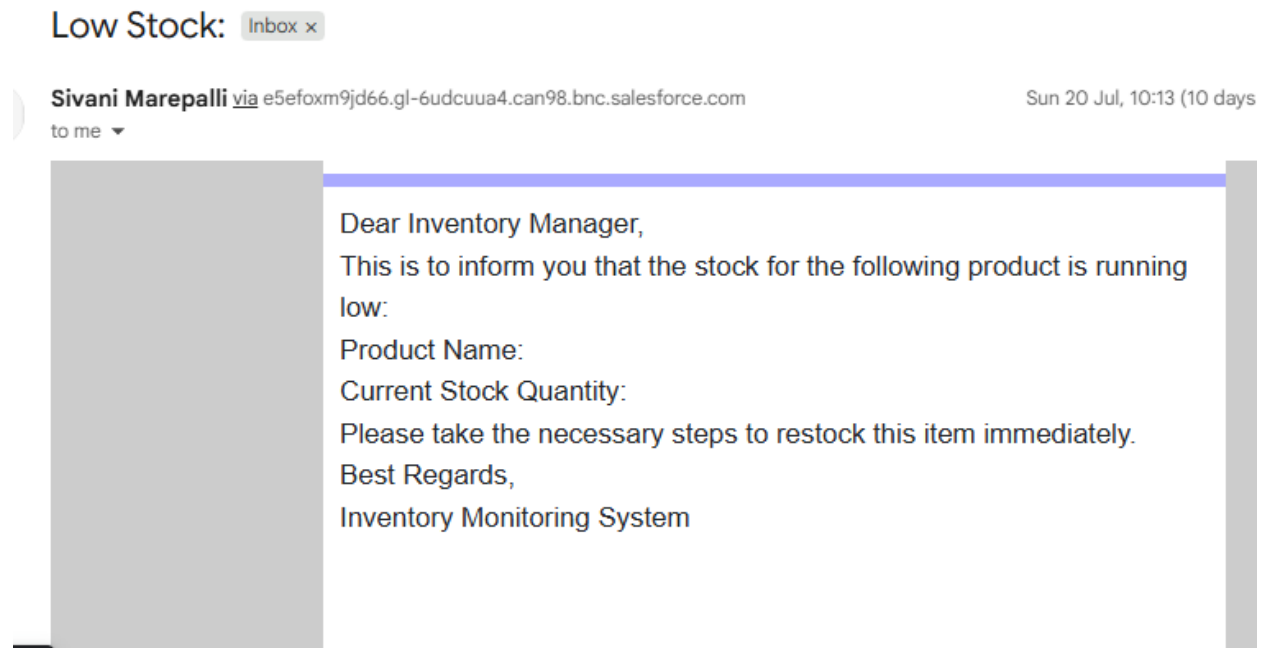 Low Stock: Inbox x
Sivani Marepalli via e5efoxm9jd66.gl-6udcuua4.can98.bnc.salesforce.com Sun 20 Jul, 10:13 (10 days
to me
Dear Inventory Manager,
This is to inform you that the stock for the following product is running
low:
Product Name:
Current Stock Quantity:
Please take the necessary steps to restock this item immediately.
Best Regards,
Inventory Monitoring System